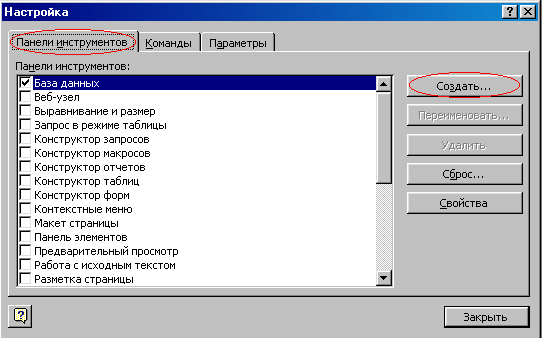 Настройка
Панели инструментов Команды Параметры
Панели инструментов:
База данных
Веб-узел
Выравнивание и размер
Запрос в режиме таблицы
Конструктор запросов
Конструктор макросов
Конструктор отчетов
Конструктор таблиц
Конструктор форм
Контекстные меню
Макет страницы
Панель элементов
Предварительный просмотр
Работа с исходным текстом
Разметка страницы
Создать...
Переименовать...
Удалить
Сброс...
Свойства
Закрыть